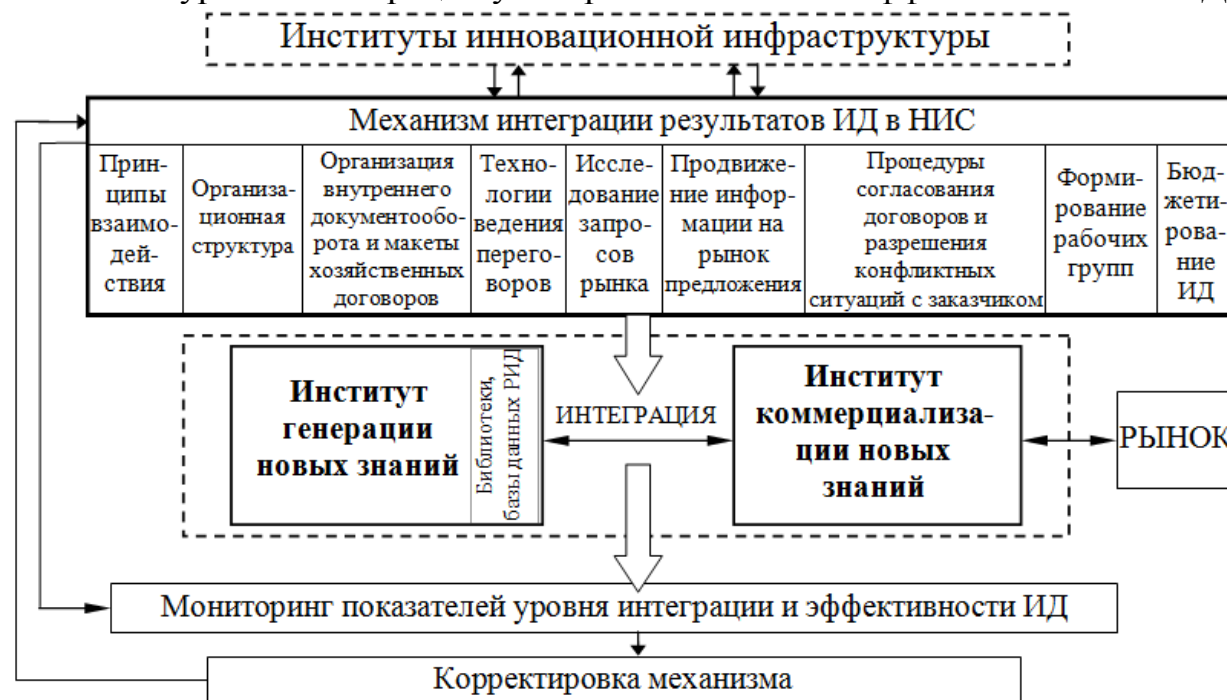 Институты инновационной инфраструктуры
Механизм интеграции результатов ИД в НИС
Прин-
ципы
взаимо-
дей-
ствия
Организа-
ционная
структура
Организация
внутреннего
документообо-
рота и макеты
хозяйственных
договоров
Техно-
логии
ведения
перего-
воров
Иссле-
дование
запро-
сов
рынка
Продвиже-
ние инфор-
мации на
рынок
предложения
Процедуры
согласования
договоров и
разрешения
конфликтных
ситуаций с заказчиком
Форми-
рование
рабочих
групп
Бюд-
жети-
рова-
ние
ИД
Институт
генерации
новых знаний
Библиотеки,
базы данных РИД
ИНТЕГРАЦИЯ
Институт
коммерциализа-
ции новых
знаний
РЫНОК
Мониторинг показателей уровня интеграции и эффективности ИД
Корректировка механизма